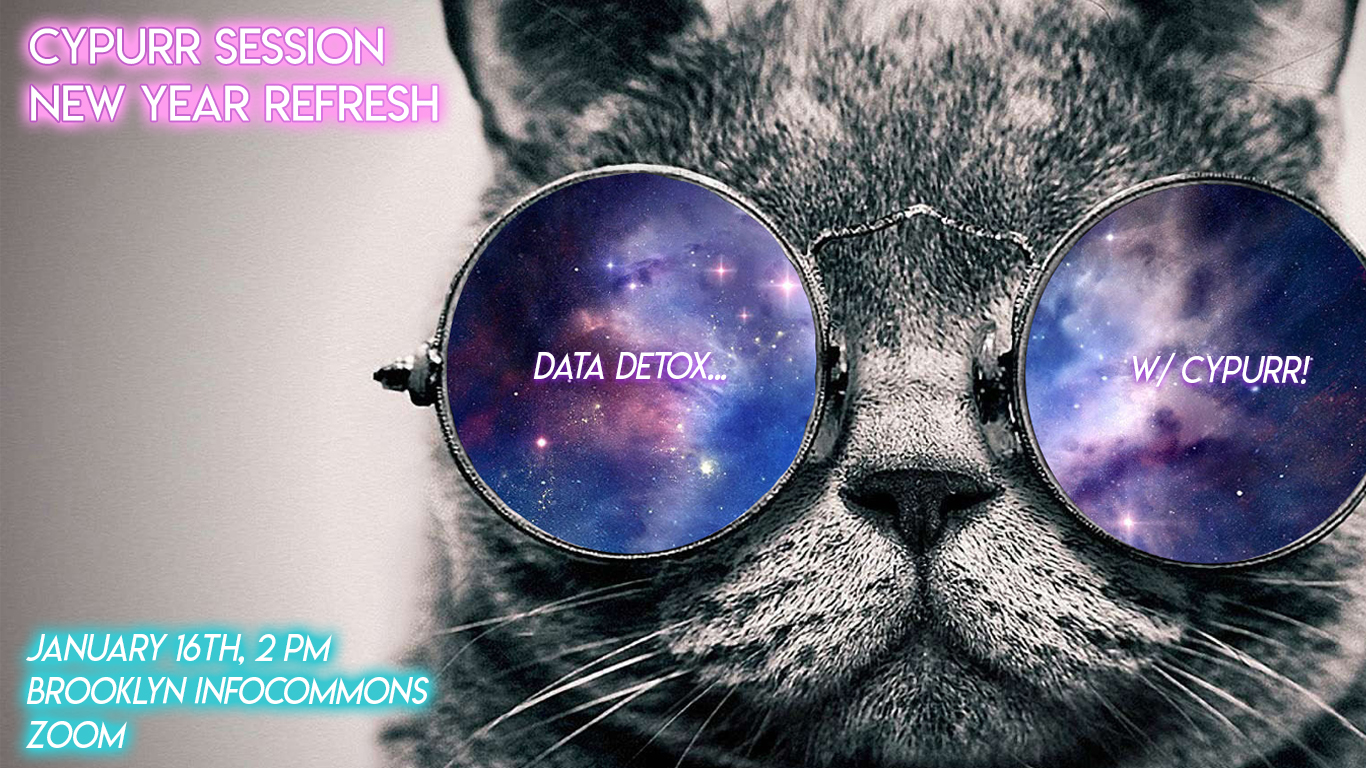 CYPURR SESSION
NEW YEAR REFRESH
DATA DETOX...
W/ CYPURR!
JANUARY 16TH, 2 PM
BROOKLYN INFOCOMMONS
ZOOM